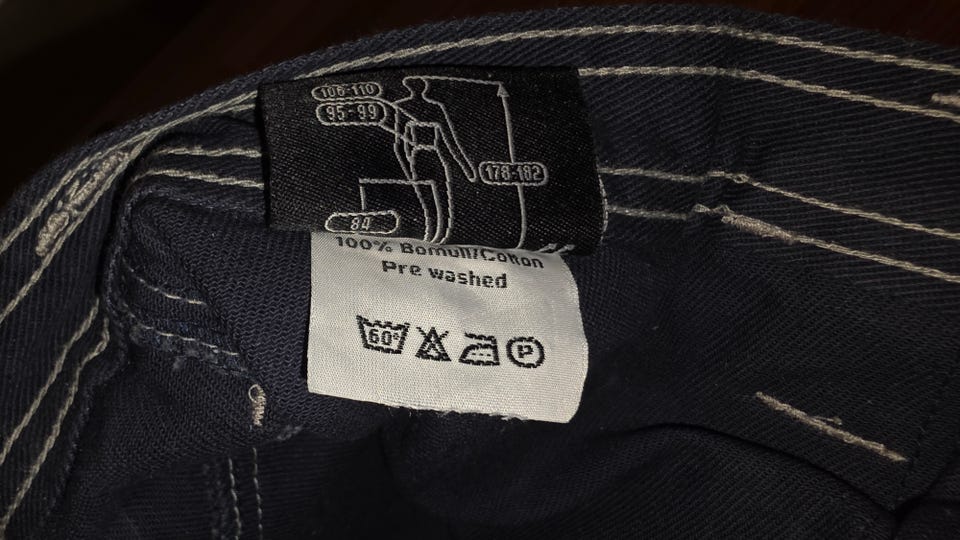 106-110
95-99
178-182
84
100% Bomull/Cotton
Pre washed
60° P